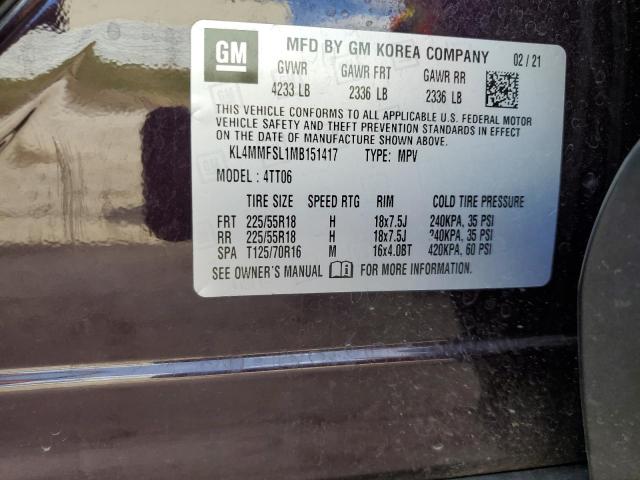 GM
MFD BY GM KOREA COMPANY 02 / 21
GVWR GAWR FRT GAWR RR
4233 LB 2336 LB 2336 LB
THIS VEHICLE CONFORMS TO ALL APPLICABLE U.S. FEDERAL MOTOR
VEHICLE SAFETY AND THEFT PREVENTION STANDARDS IN EFFECT
ON THE DATE OF MANUFACTURE SHOWN ABOVE.
KL4MMFSL1MB151417 TYPE: MPV
MODEL : 4TT06
TIRE SIZE SPEED RTG RIM COLD TIRE PRESSURE
FRT 225/55R18 H 18x7.5J 240KPA, 35 PSI
RR 225/55R18 H 18x7.5J 240KPA, 35 PSI
SPA T125/70R16 M 16x4.0BT 420KPA, 60 PSI
SEE OWNER'S MANUAL FOR MORE INFORMATION.